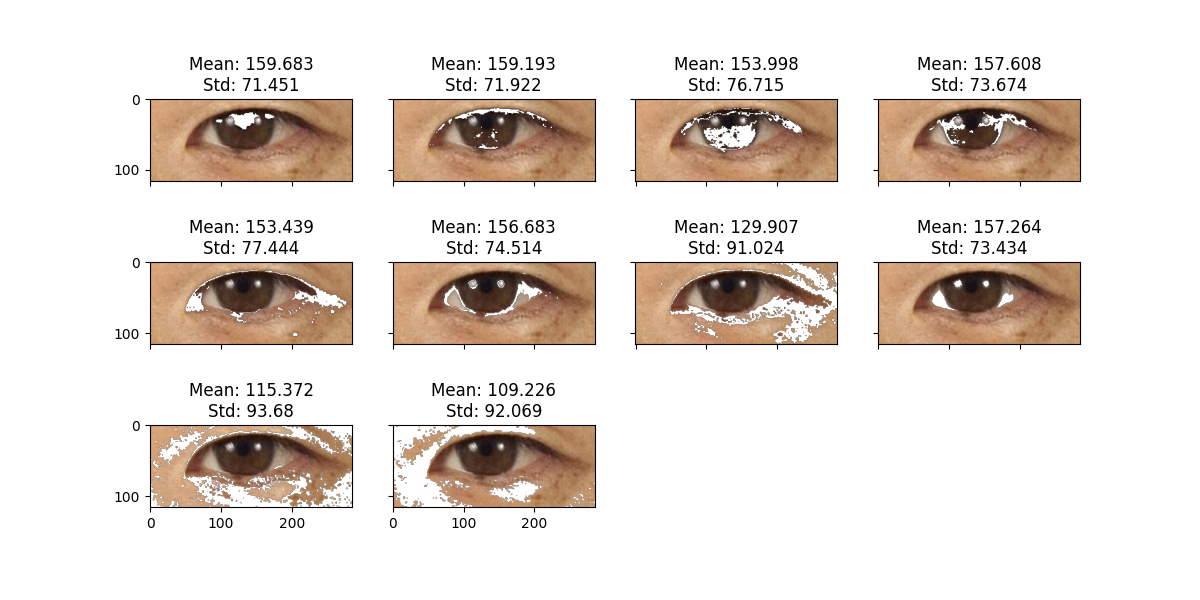 Mean: 159.683
Std: 71.451
Mean: 159.193
Std: 71.922
Mean: 153.998
Std: 76.715
Mean: 157.608
Std: 73.674
0
100
Mean: 153.439
Std: 77.444
Mean: 156.683
Std: 74.514
Mean: 129.907
Std: 91.024
Mean: 157.264
Std: 73.434
0
100
Mean: 115.372
Std: 93.68
Mean: 109.226
Std: 92.069
0
100
0 100 200
0 100 200